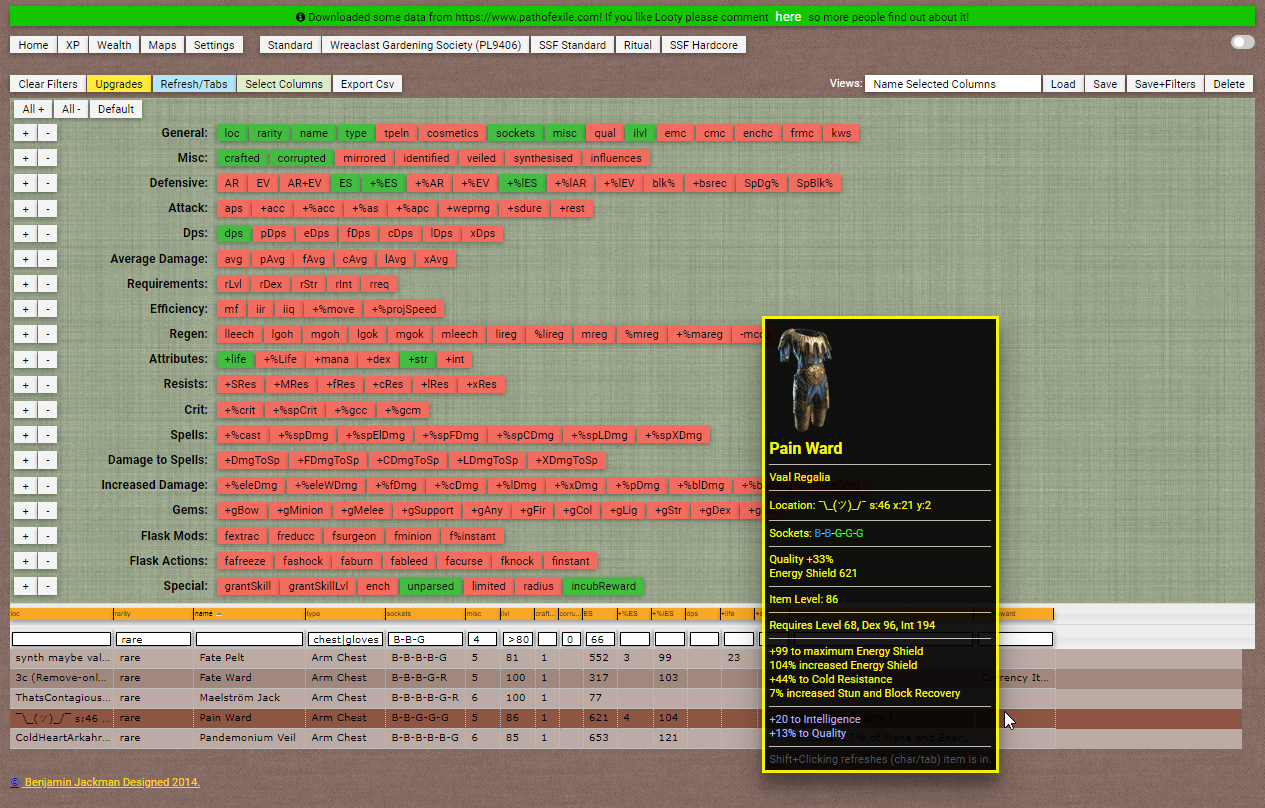 Downloaded some data from https://www.pathofexile.com! If you like Looty please comment here so more people find out about it!
Home XP Wealth Maps Settings Standard Wreaclast Gardening Society (PL9406) SSF Standard Ritual SSF Hardcore
Clear Filters Upgrades Refresh/Tabs Select Columns Export Csv Views: Name Selected Columns Load Save Save+Filters Delete
All + All - Default
+ - General: loc rarity name type tpeln cosmetics sockets misc qual ilvl emc cmc enchc frmc kws
+ - Misc: crafted corrupted mirrored identified veiled synthesised influences
+ - Defensive: AR EV AR+EV ES +%ES +%AR +%EV +%lES +%lAR +%lEV blk% +bsrec SpDg% SpBlk%
+ - Attack: aps +acc +%acc +%as +%apc +weprng +sdure +rest
+ - Dps: dps pDps eDps fDps cDps lDps xDps
+ - Average Damage: avg pAvg fAvg cAvg lAvg xAvg
+ - Requirements: rLvl rDex rStr rInt rreq
+ - Efficiency: mf iir iiq +%move +%projSpeed
+ - Regen: lleech lgoh mgoh lgok mgok mleech lireg %lireg mreg %mreg +%mareg
+ - Attributes: +life +%Life +mana +dex +str +int
+ - Resists: +SRes +MRes +fRes +cRes +lRes +xRes
+ - Crit: +%crit +%spCrit +%gcc +%gcm
+ - Spells: +%cast +%spDmg +%spElDmg +%spFDmg +%spCDmg +%spLDmg +%spXDmg
+ - Damage to Spells: +DmgToSp +FDmgToSp +CDmgToSp +LDmgToSp +XDmgToSp
+ - Increased Damage: +%eleDmg +%eleWDmg +%fDmg +%cDmg +%lDmg +%xDmg +%pDmg +%blDmg
+ - Gems: +gBow +gMinion +gMelee +gSupport +gAny +gFir +gCol +gLig +gStr +gDex
+ - Flask Mods: fextrac freducc fsurgeon fminion f%instant
+ - Flask Actions: fafreeze fashock faburn fableed facurse fknock finstant
+ - Special: grantSkill grantSkillLvl ench unparsed limited radius incubReward
loc rarity name type sockets misc ilvl craft... corru... ES +%ES +%lES dps +life
rare chest|gloves B-B-G 4 >80 0 66
synth maybe val... rare Fate Pelt Arm Chest B-B-B-B-G 5 81 1 552 3 99 23
3c (Remove-onl... rare Fate Ward Arm Chest B-B-B-G-R 5 100 1 317 103
ThatsContagious... rare Maelström Jack Arm Chest B-B-B-B-G-R 6 100 1 77
¯\_(ツ)_/¯ s:46 ... rare Pain Ward Arm Chest B-B-G-G-G 5 86 1 621 4 104
ColdHeartArkahr... rare Pandemonium Veil Arm Chest B-B-B-G-G-G 6 85 1 653 121
Pain Ward
Vaal Regalia
Location: ¯\_(ツ)_/¯ s:46 x:21 y:2
Sockets: B-B-G-G-G
Quality +33%
Energy Shield 621
Item Level: 86
Requires Level 68, Dex 96, Int 194
+99 to maximum Energy Shield
104% increased Energy Shield
+44% to Cold Resistance
7% increased Stun and Block Recovery
+20 to Intelligence
+13% to Quality
Shift+Clicking refreshes (char/tab) item is in.
© Benjamin Jackman Designed 2014.